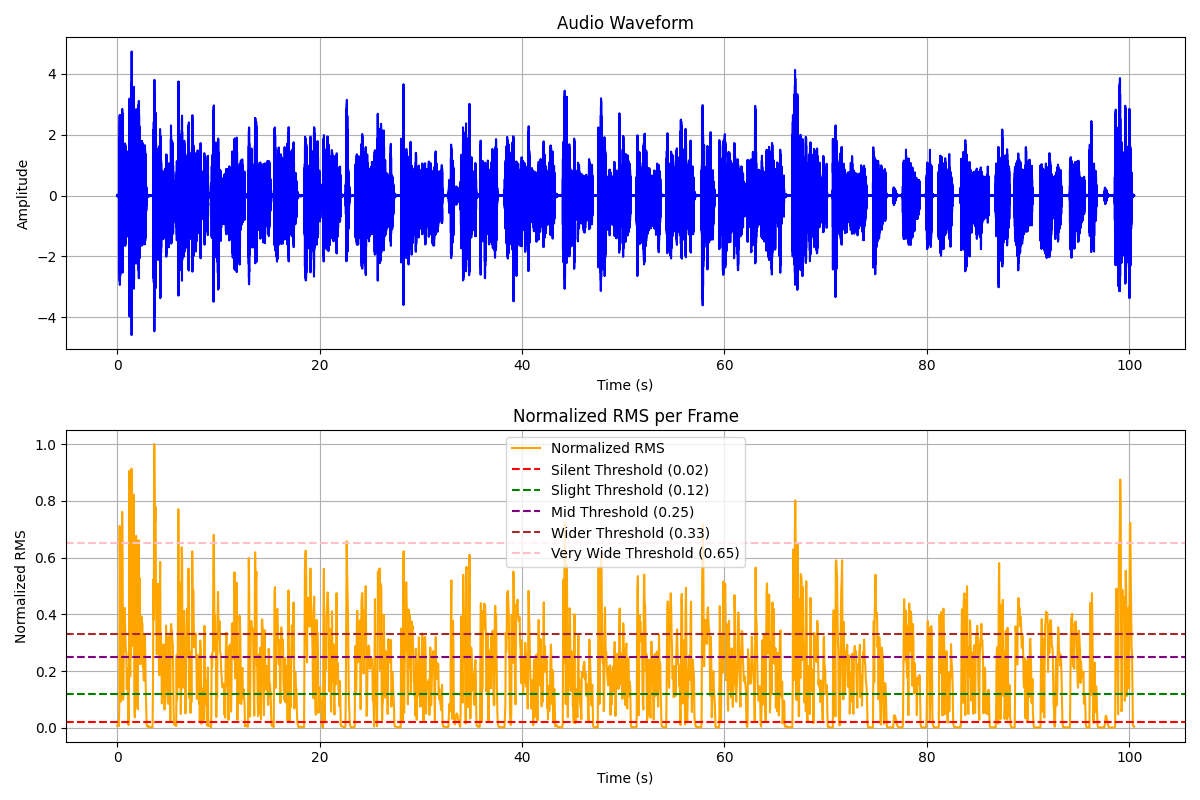 Audio Waveform
4
2
0
−2
−4
Amplitude
0 20 40 60 80 100
Time (s)
Normalized RMS per Frame
1.0
0.8
0.6
0.4
0.2
0.0
Normalized RMS
Normalized RMS
Silent Threshold (0.02)
Slight Threshold (0.12)
Mid Threshold (0.25)
Wider Threshold (0.33)
Very Wide Threshold (0.65)
0 20 40 60 80 100
Time (s)